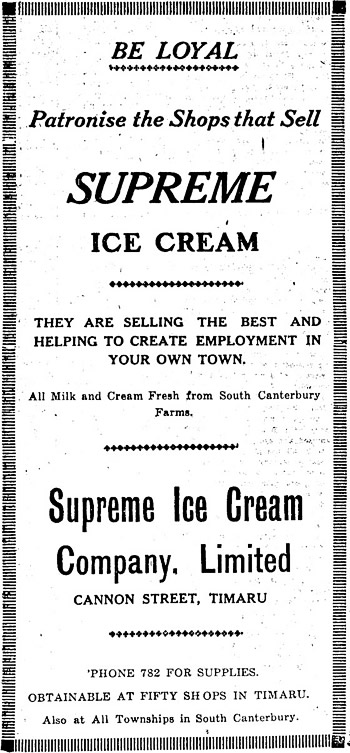 BE LOYAL
Patronise the Shops that Sell
SUPREME
ICE CREAM
THEY ARE SELLING THE BEST AND
HELPING TO CREATE EMPLOYMENT IN
YOUR OWN TOWN.
All Milk and Cream Fresh from South Canterbury
Farms.
Supreme Ice Cream
Company, Limited
CANNON STREET, TIMARU
'PHONE 782 FOR SUPPLIES.
OBTAINABLE AT FIFTY SHOPS IN TIMARU.
Also at All Townships in South Canterbury.